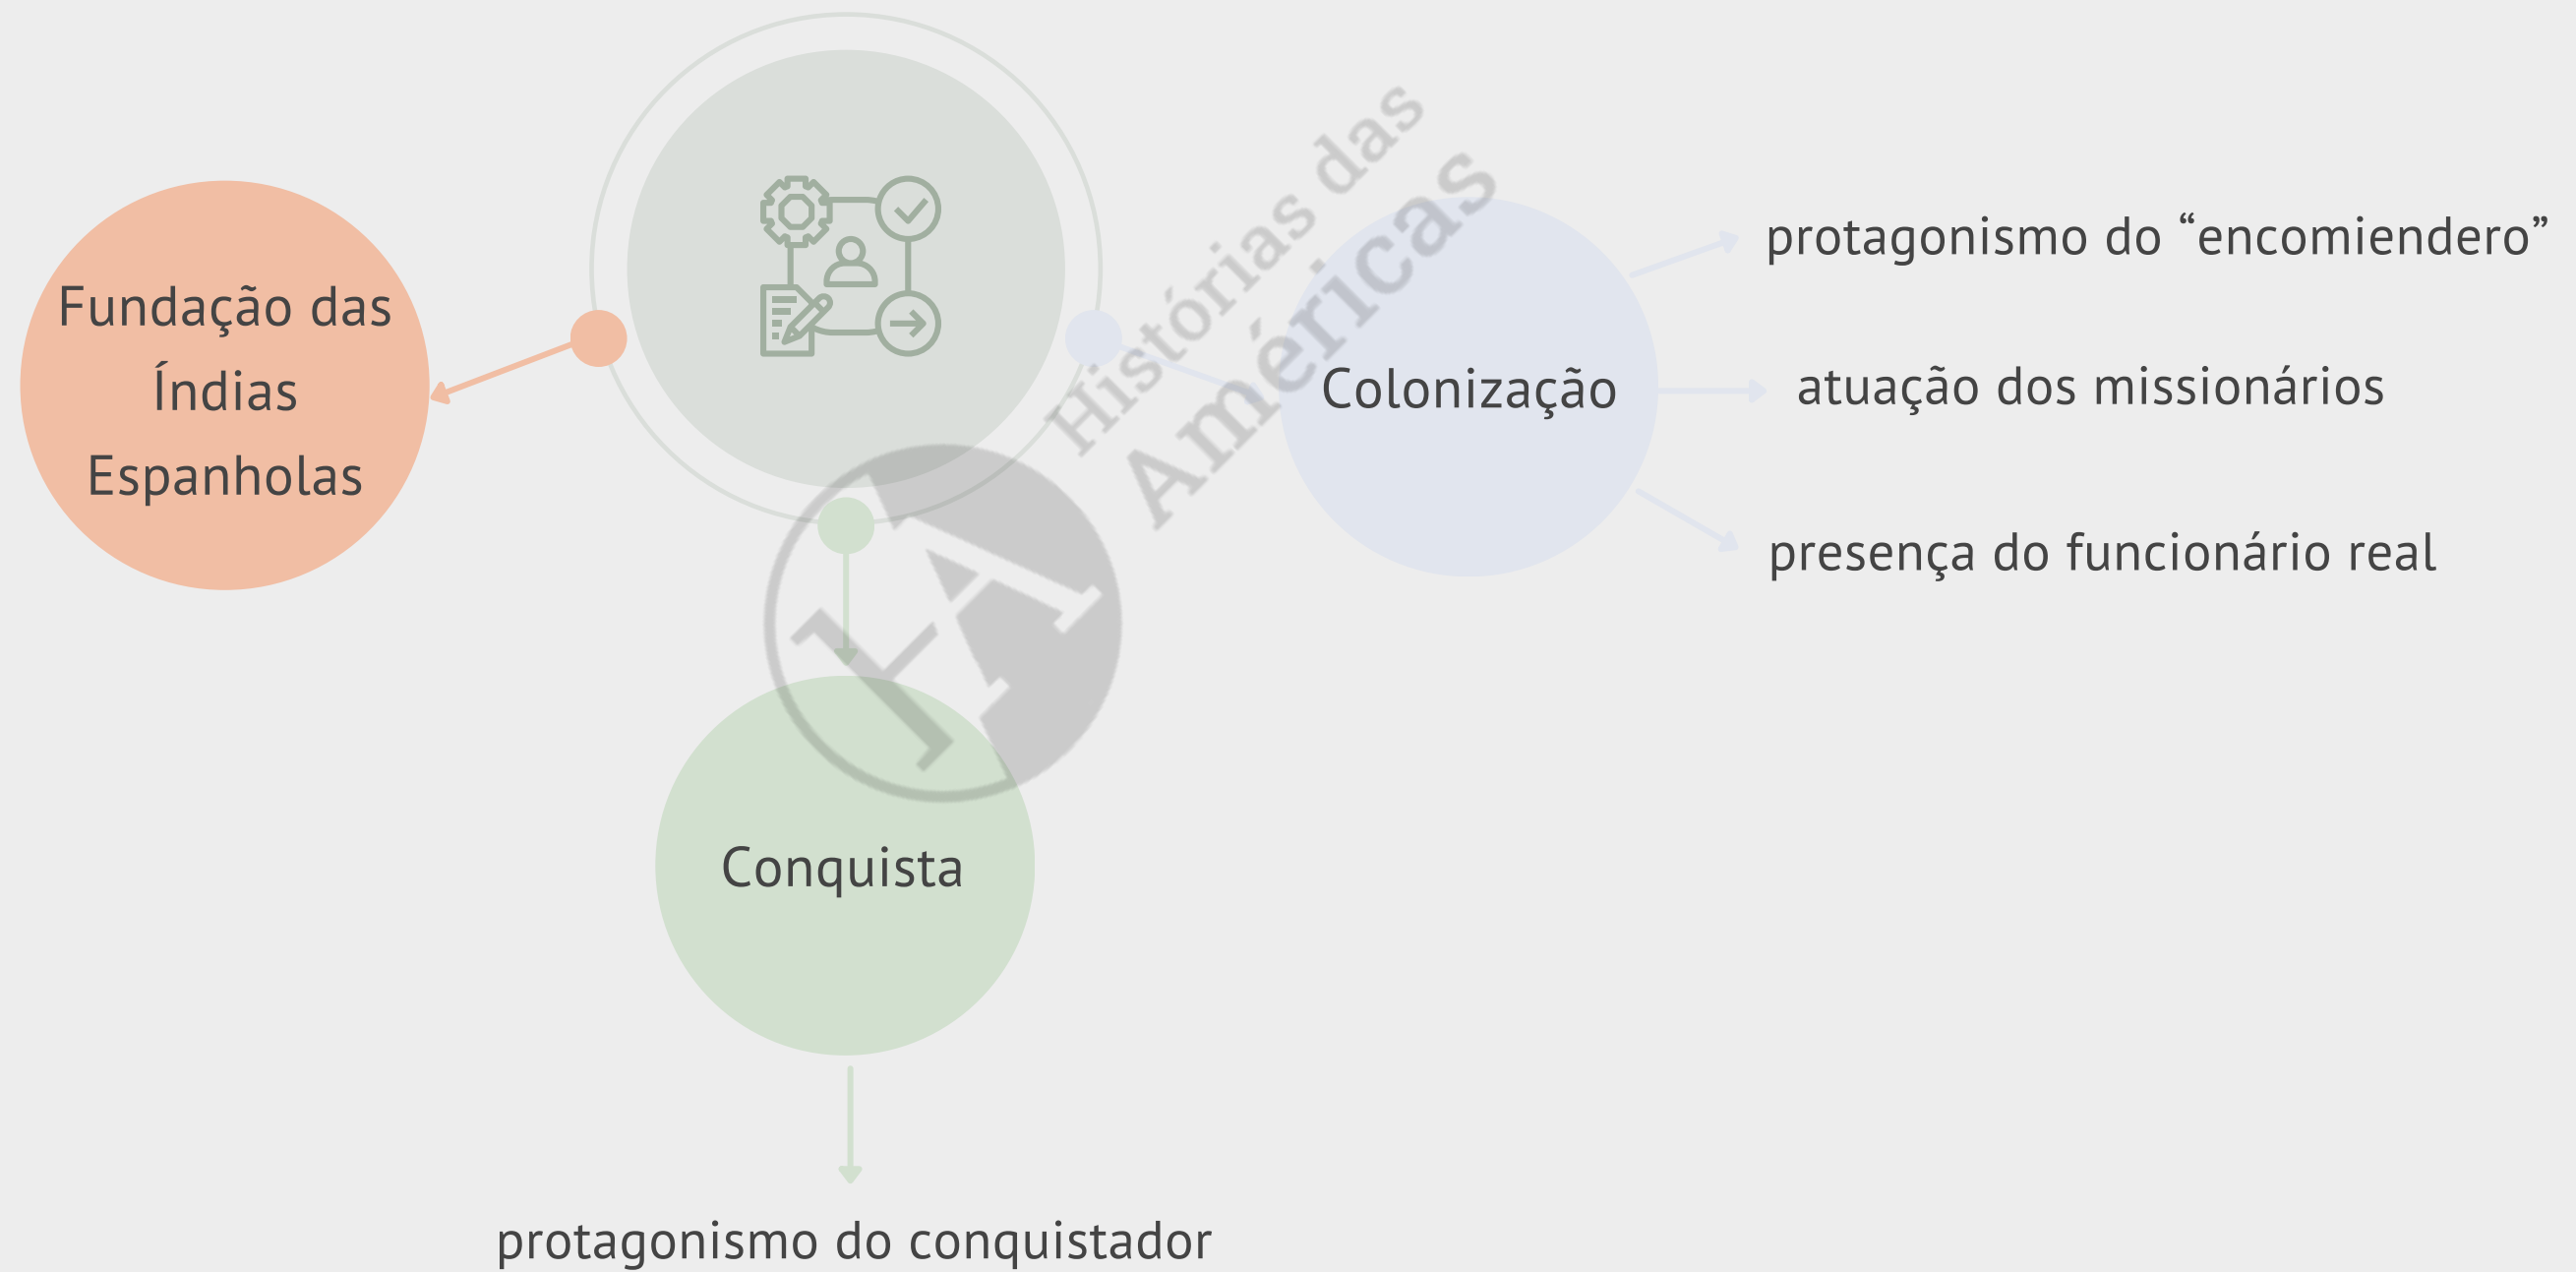 Fundação das
Índias
Espanholas
Histórias das
Américas
HA
Colonização
protagonismo do “encomiendero”
atuação dos missionários
presença do funcionário real
Conquista
protagonismo do conquistador